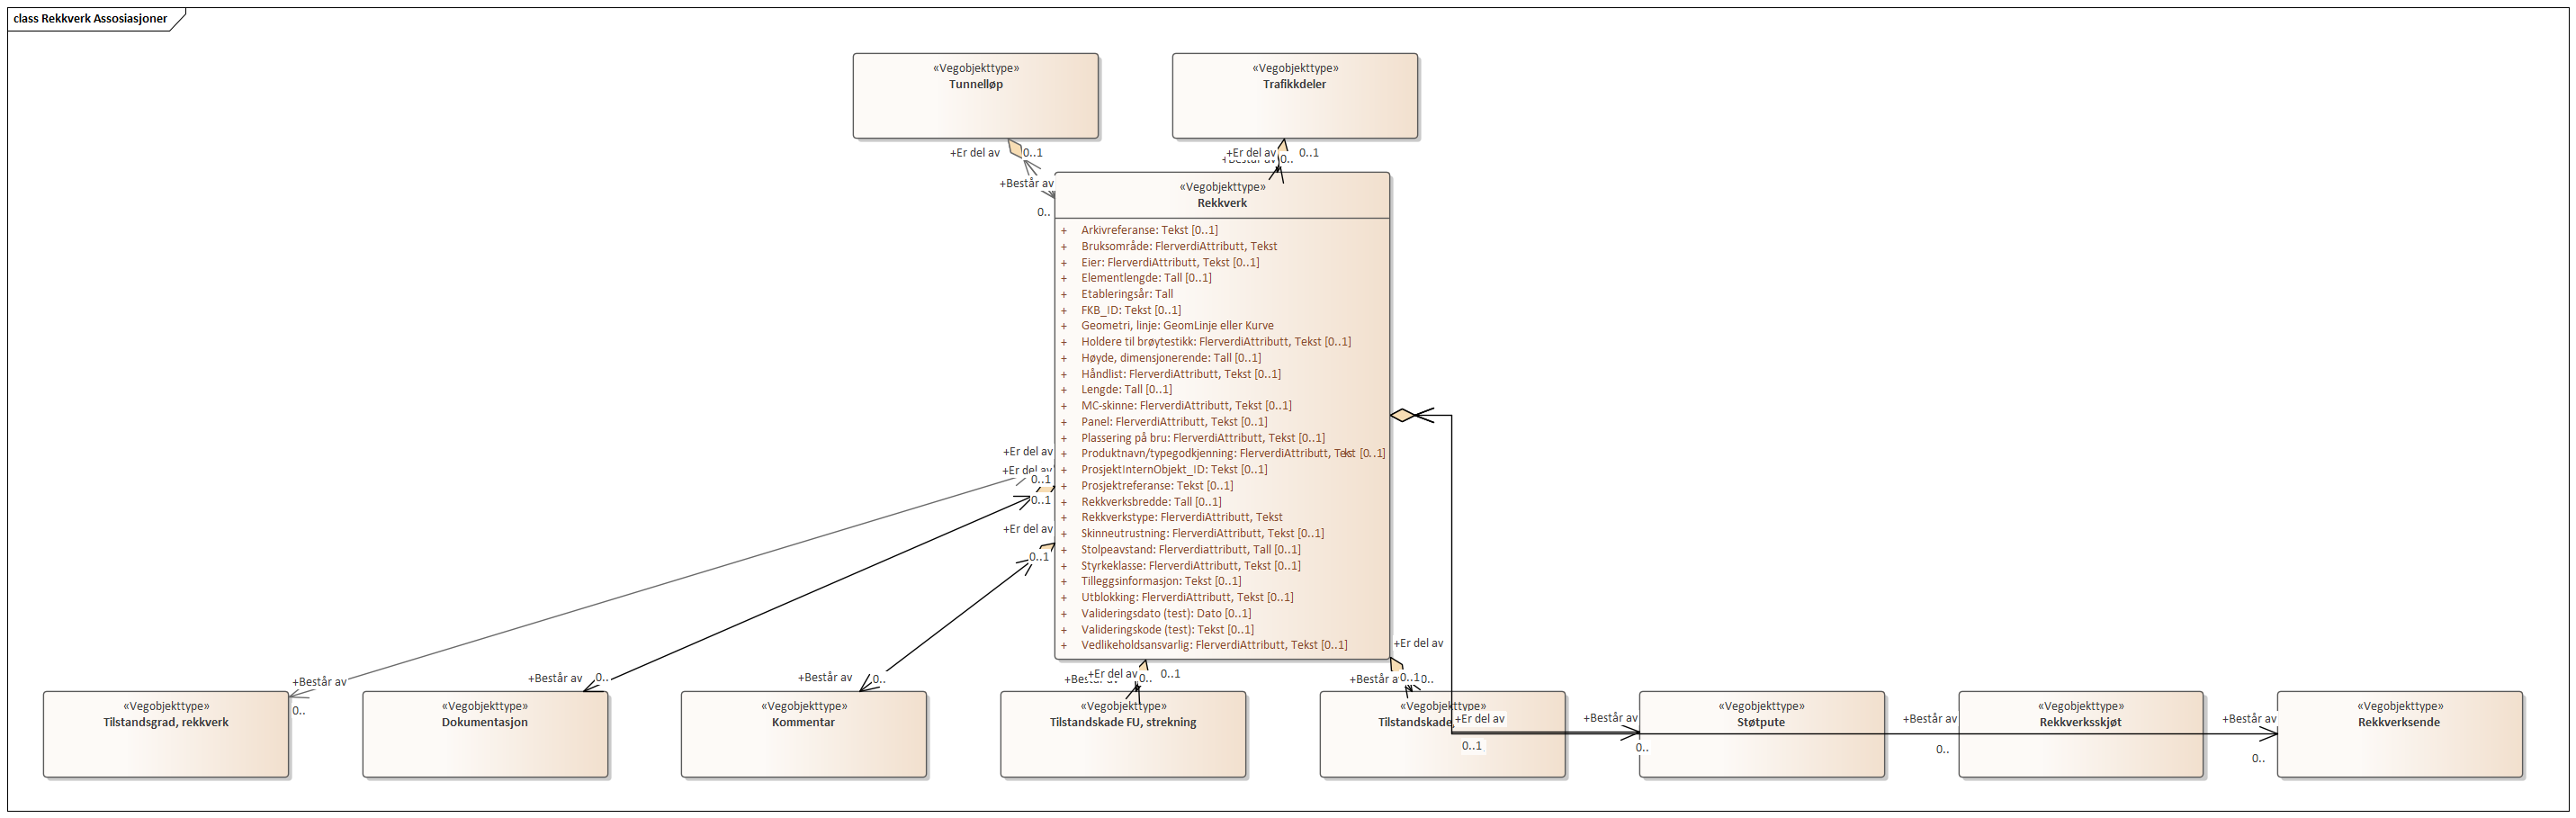 class Rekkverk Assosiasjoner
«Vegobjekttype»
Tunnelløp
«Vegobjekttype»
Trafikkdeler
+Er del av
0..1
+Er del av
0..1
+Består av
0..
+Består av
0..
«Vegobjekttype»
Rekkverk
+ Arkivreferanse: Tekst [0..1]
+ Bruksområde: FlerverdiAttributt, Tekst
+ Eier: FlerverdiAttributt, Tekst [0..1]
+ Elementlengde: Tall [0..1]
+ Etableringsår: Tall
+ FKB_ID: Tekst [0..1]
+ Geometri, linje: GeomLinje eller Kurve
+ Holdere til brøytestikk: FlerverdiAttributt, Tekst [0..1]
+ Høyde, dimensjonerende: Tall [0..1]
+ Håndlist: FlerverdiAttributt, Tekst [0..1]
+ Lengde: Tall [0..1]
+ MC-skinne: FlerverdiAttributt, Tekst [0..1]
+ Panel: FlerverdiAttributt, Tekst [0..1]
+ Plassering på bru: FlerverdiAttributt, Tekst [0..1]
+ Produktnavn/typegodkjenning: FlerverdiAttributt, Tekst [0..1]
+ ProsjektInternObjekt_ID: Tekst [0..1]
+ Prosjektreferanse: Tekst [0..1]
+ Rekkverksbredde: Tall [0..1]
+ Rekkverkstype: FlerverdiAttributt, Tekst
+ Skinneutrustning: FlerverdiAttributt, Tekst [0..1]
+ Stolpeavstand: Flerverdiattributt, Tall [0..1]
+ Styrkeklasse: FlerverdiAttributt, Tekst [0..1]
+ Tilleggsinformasjon: Tekst [0..1]
+ Utblokking: FlerverdiAttributt, Tekst [0..1]
+ Valideringsdato (test): Dato [0..1]
+ Valideringskode (test): Tekst [0..1]
+ Vedlikeholdsansvarlig: FlerverdiAttributt, Tekst [0..1]
+Er del av
+Er del av
0..1
0..1
+Er del av
0..1
+Er del av
+Er del av
0..1
0..1
+Består av
0..
+Består av
0..
+Består av
0..
+Består av
0..
+Består a
0..
«Vegobjekttype»
Tilstandsgrad, rekkverk
«Vegobjekttype»
Dokumentasjon
«Vegobjekttype»
Kommentar
«Vegobjekttype»
Tilstandskade FU, strekning
«Vegobjekttype»
Tilstandskade,
+Er del av
0..1
+Består av
0..
«Vegobjekttype»
Støtpute
+Består av
0..
«Vegobjekttype»
Rekkverksskjøt
+Består av
0..
«Vegobjekttype»
Rekkverksende